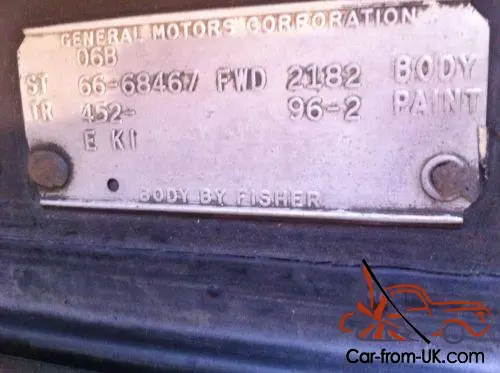 GENERAL MOTORS CORPORATION
06B
ST 66-68467 FWD 2182 BODY
TR 452- 96-2 PAINT
E K1
BODY BY FISHER
Car-from-UK.com